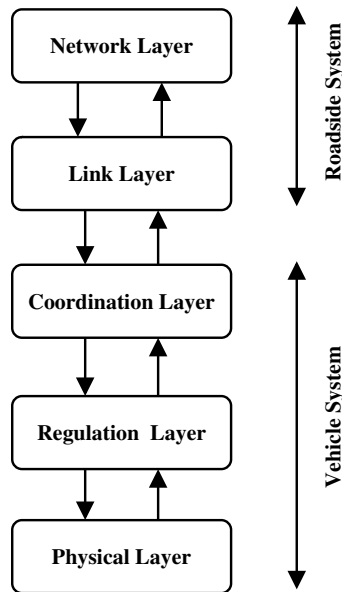 Network Layer
Link Layer
Coordination Layer
Regulation  Layer
Physical Layer
Roadside System
Vehicle System